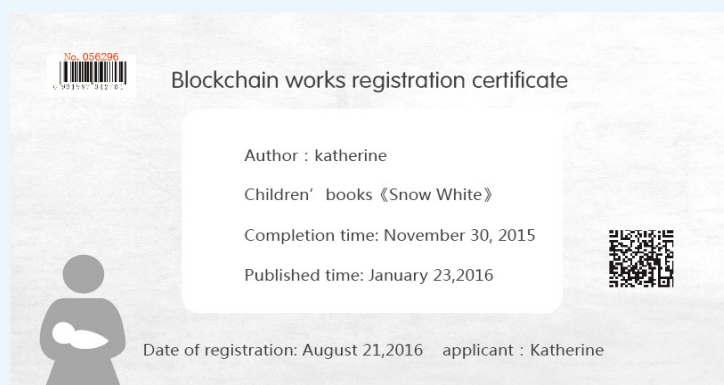 No. 056296
Blockchain works registration certificate
Author : katherine
Children’ books《Snow White》
Completion time: November 30, 2015
Published time: January 23,2016
Date of registration: August 21,2016 applicant : Katherine